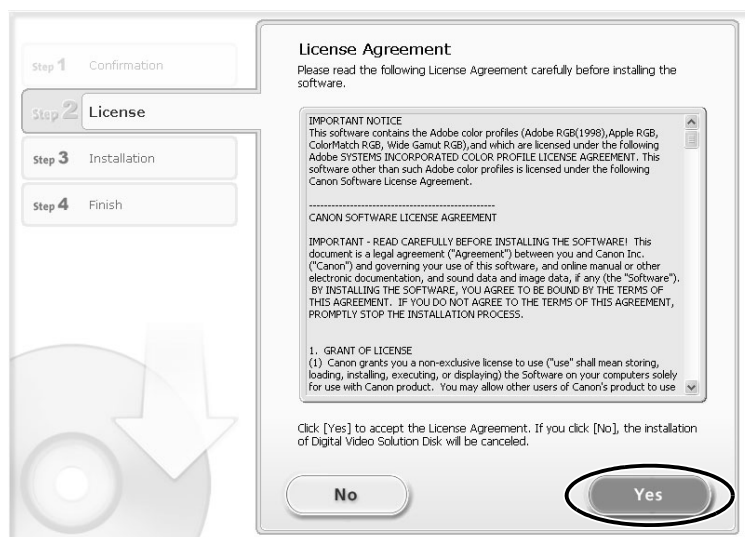 Step 1 Confirmation
Step 2 License
Step 3 Installation
Step 4 Finish
License Agreement
Please read the following License Agreement carefully before installing the
software.
IMPORTANT NOTICE
This software contains the Adobe color profiles (Adobe RGB(1998),Apple RGB,
ColorMatch RGB, Wide Gamut RGB),and which are licensed under the following
Adobe SYSTEMS INCORPORATED COLOR PROFILE LICENSE AGREEMENT. This
software other than such Adobe color profiles is licensed under the following
Canon Software License Agreement.
------------------------------------------------
CANON SOFTWARE LICENSE AGREEMENT
IMPORTANT - READ CAREFULLY BEFORE INSTALLING THE SOFTWARE! This
document is a legal agreement ("Agreement") between you and Canon Inc.
("Canon") and governing your use of this software, and online manual or other
electronic documentation, and sound data and image data, if any (the "Software").
BY INSTALLING THE SOFTWARE, YOU AGREE TO BE BOUND BY THE TERMS OF
THIS AGREEMENT. IF YOU DO NOT AGREE TO THE TERMS OF THIS AGREEMENT,
PROMPTLY STOP THE INSTALLATION PROCESS.
1. GRANT OF LICENSE
(1) Canon grants you a non-exclusive license to use ("use" shall mean storing,
loading, installing, executing, or displaying) the Software on your computers solely
for use with Canon product. You may allow other users of Canon's product to use
Click [Yes] to accept the License Agreement. If you click [No], the installation
of Digital Video Solution Disk will be canceled.
No
Yes